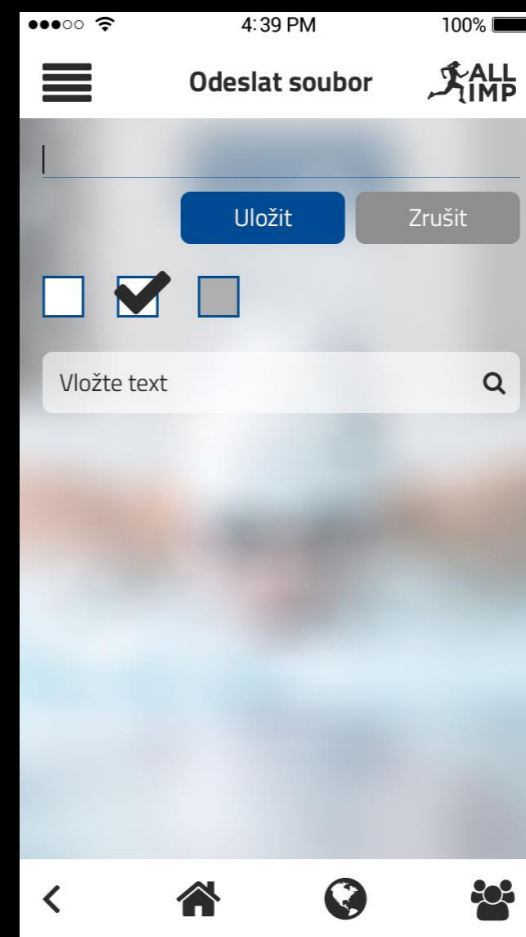 4:39 PM 100%
Odeslat soubor
ALL
IMP
Uložit Zrušit
Vložte text